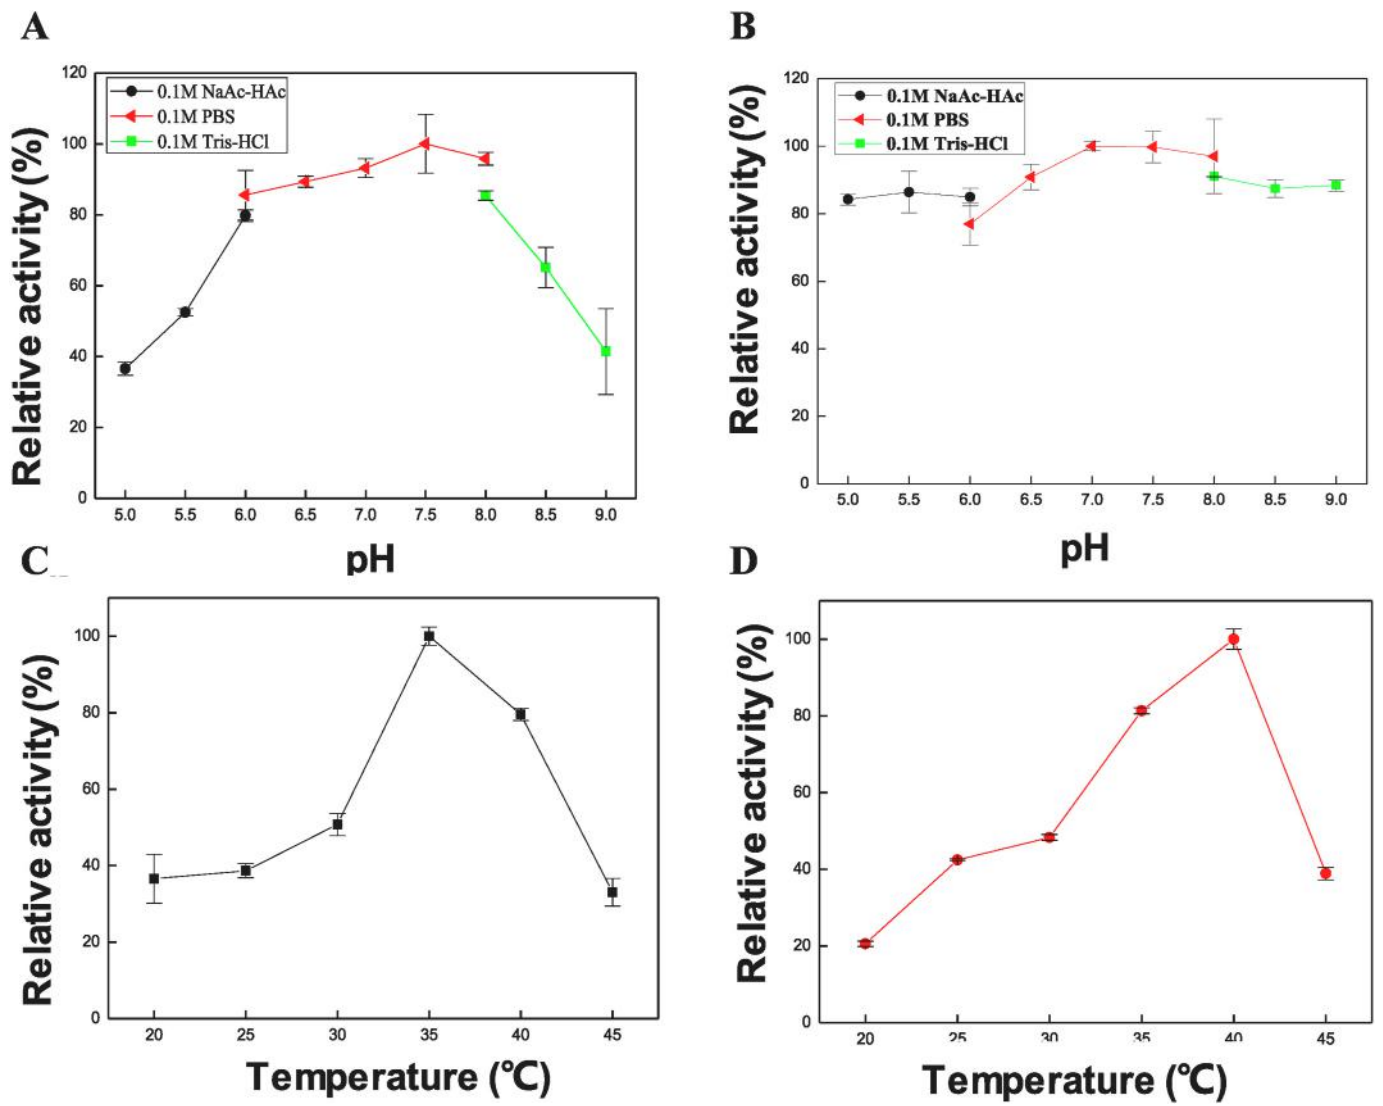 A
Relative activity (%)
120
100
80
60
40
20
0
0.1M NaAc-HAc
0.1M PBS
0.1M Tris-HCl
5.0 5.5 6.0 6.5 7.0 7.5 8.0 8.5 9.0
pH
B
Relative activity (%)
120
100
80
60
40
20
0
0.1M NaAc-HAc
0.1M PBS
0.1M Tris-HCl
5.0 5.5 6.0 6.5 7.0 7.5 8.0 8.5 9.0
pH
C
Relative activity (%)
100
80
60
40
20
0
20 25 30 35 40 45
Temperature (℃)
D
Relative activity (%)
100
80
60
40
20
0
20 25 30 35 40 45
Temperature (℃)